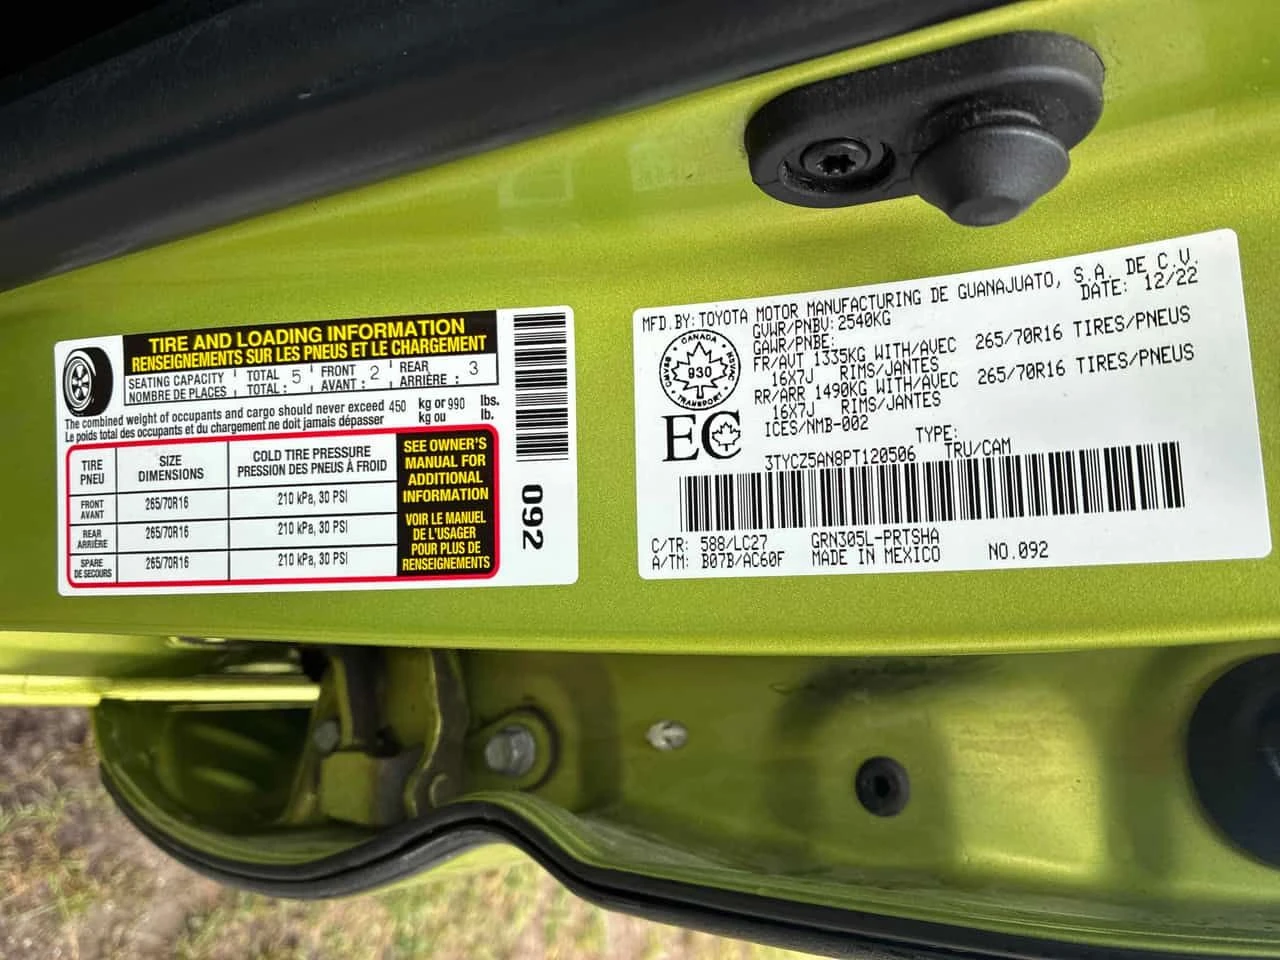 TIRE AND LOADING INFORMATION
RENSEIGNEMENTS SUR LES PNEUS ET LE CHARGEMENT
SEATING CAPACITY TOTAL FRONT REAR
NOMBRE DE PLACES TOTAL : 5 AVANT : 2 ARRIÈRE : 3
The combined weight of occupants and cargo should never exceed 450 kg or 990 lbs.
Le poids total des occupants et du chargement ne doit jamais dépasser kg ou lb.
TIRE SIZE COLD TIRE PRESSURE
PNEU DIMENSIONS PRESSION DES PNEUS À FROID
FRONT
AVANT 265/70R16 210 kPa, 30 PSI
REAR
ARRIÈRE 265/70R16 210 kPa, 30 PSI
SPARE
DE SECOURS 265/70R16 210 kPa, 30 PSI
SEE OWNER'S
MANUAL FOR
ADDITIONAL
INFORMATION
VOIR LE MANUEL
DE L'USAGER
POUR PLUS DE
RENSEIGNEMENTS
092
MFD.BY:TOYOTA MOTOR MANUFACTURING DE GUANAJUATO, S.A. DE C.V.
GVWR/PNBV:2540KG DATE: 12/22
GAWR/PNBE:
FR/AVT 1335KG WITH/AVEC 265/70R16 TIRES/PNEUS
16X7J RIMS/JANTES
RR/ARR 1490KG WITH/AVEC 265/70R16 TIRES/PNEUS
16X7J RIMS/JANTES
ICES/NMB-002
CANADA
930
TRANSPORT
EC
TYPE:
3TYCZ5AN8PT120506 TRU/CAM
C/TR: 588/LC27 GRN305L-PRTSHA
A/TM: B07B/AC60F MADE IN MEXICO NO.092